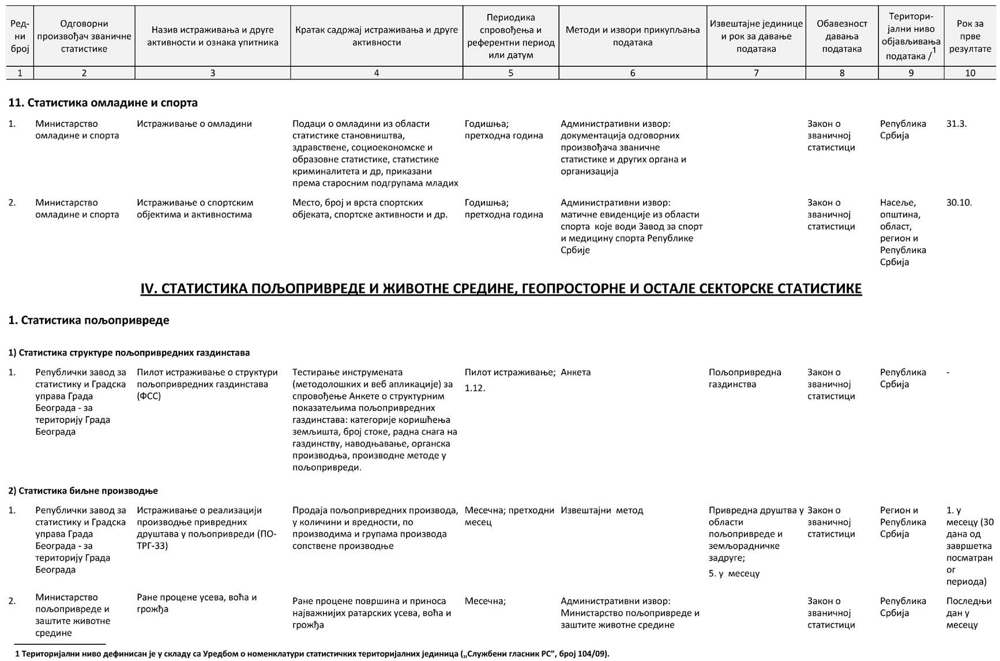 Ред-
ни
број
Одговорни
произвођач званичне
статистике
Назив истраживања и друге
активности и ознака упитника
Кратак садржај истраживања и друге
активности
Периодика
спровођења и
референтни период
или датум
Методи и извори прикупљања
података
Извештајне јединице
и рок за давање
података
Обавезност
давања
података
Територи-
јални ниво
објављивања
података /1
Рок за
прве
резултате
1 2 3 4 5 6 7 8 9 10
11. Статистика омладине и спорта
1.
Министарство
омладине и спорта
Истраживање о омладини
Подаци о омладини из области
статистике становништва,
здравствене, социоекономске и
образовне статистике, статистике
криминалитета и др, приказани
према старосним подгрупама младих
Годишња;
претходна година
Административни извор:
документација одговорних
произвођача званичне
статистике и других органа и
организација
Закон о
званичној
статистици
Република
Србија
31.3.
2.
Министарство
омладине и спорта
Истраживање о спортским
објектима и активностима
Место, број и врста спортских
објеката, спортске активности и др.
Годишња;
претходна година
Административни извор:
матичне евиденције из области
спорта које води Завод за спорт
и медицину спорта Републике
Србије
Закон о
званичној
статистици
Насеље,
општина,
област,
регион и
Република
Србија
30.10.
IV. СТАТИСТИКА ПОЉОПРИВРЕДЕ И ЖИВОТНЕ СРЕДИНЕ, ГЕОПРОСТОРНЕ И ОСТАЛЕ СЕКТОРСКЕ СТАТИСТИКЕ
1. Статистика пољопривреде
1) Статистика структуре пољопривредних газдинстава
1.
Републички завод за
статистику и Градска
управа Града
Београда - за
територију Града
Београда
Пилот истраживање о структури
пољопривредних газдинстава
(ФСС)
Тестирање инструмената
(методолошких и веб апликације) за
спровођење Анкете о структурним
показатељима пољопривредних
газдинстава: категорије коришћења
земљишта, број стоке, радна снага на
газдинству, наводњавање, органска
производња, производне методе у
пољопривреди.
Пилот истраживање;
1.12.
Анкета
Пољопривредна
газдинства
Закон о
званичној
статистици
Република
Србија
-
2) Статистика биљне производње
1.
Републички завод за
статистику и Градска
управа Града
Београда - за
територију Града
Београда
Истраживање о реализацији
производње привредних
друштава у пољопривреди (ПО-
ТРГ-33)
Продаја пољопривредних производа,
у количини и вредности, по
производима и групама производа
сопствене производње
Месечна; претходни
месец
Извештајни метод
Привредна друштва у
области
пољопривреде и
земљорадничке
задруге;
5. у месецу
Закон о
званичној
статистици
Регион и
Република
Србија
1. у
месецу (30
дана од
завршетка
посматран
ог
периода)
2.
Министарство
пољопривреде и
заштите животне
средине
Ране процене усева, воћа и
грожђа
Ране процене површина и приноса
најважнијих ратарских усева, воћа и
грожђа
Месечна;
Административни извор:
Министарство пољопривреде и
заштите животне средине
Закон о
званичној
статистици
Република
Србија
Последњи
дан у
месецу
1 Територијални ниво дефинисан је у складу са Уредбом о номенклатури статистичких територијалних јединица („Службени гласник РС”, број 104/09).